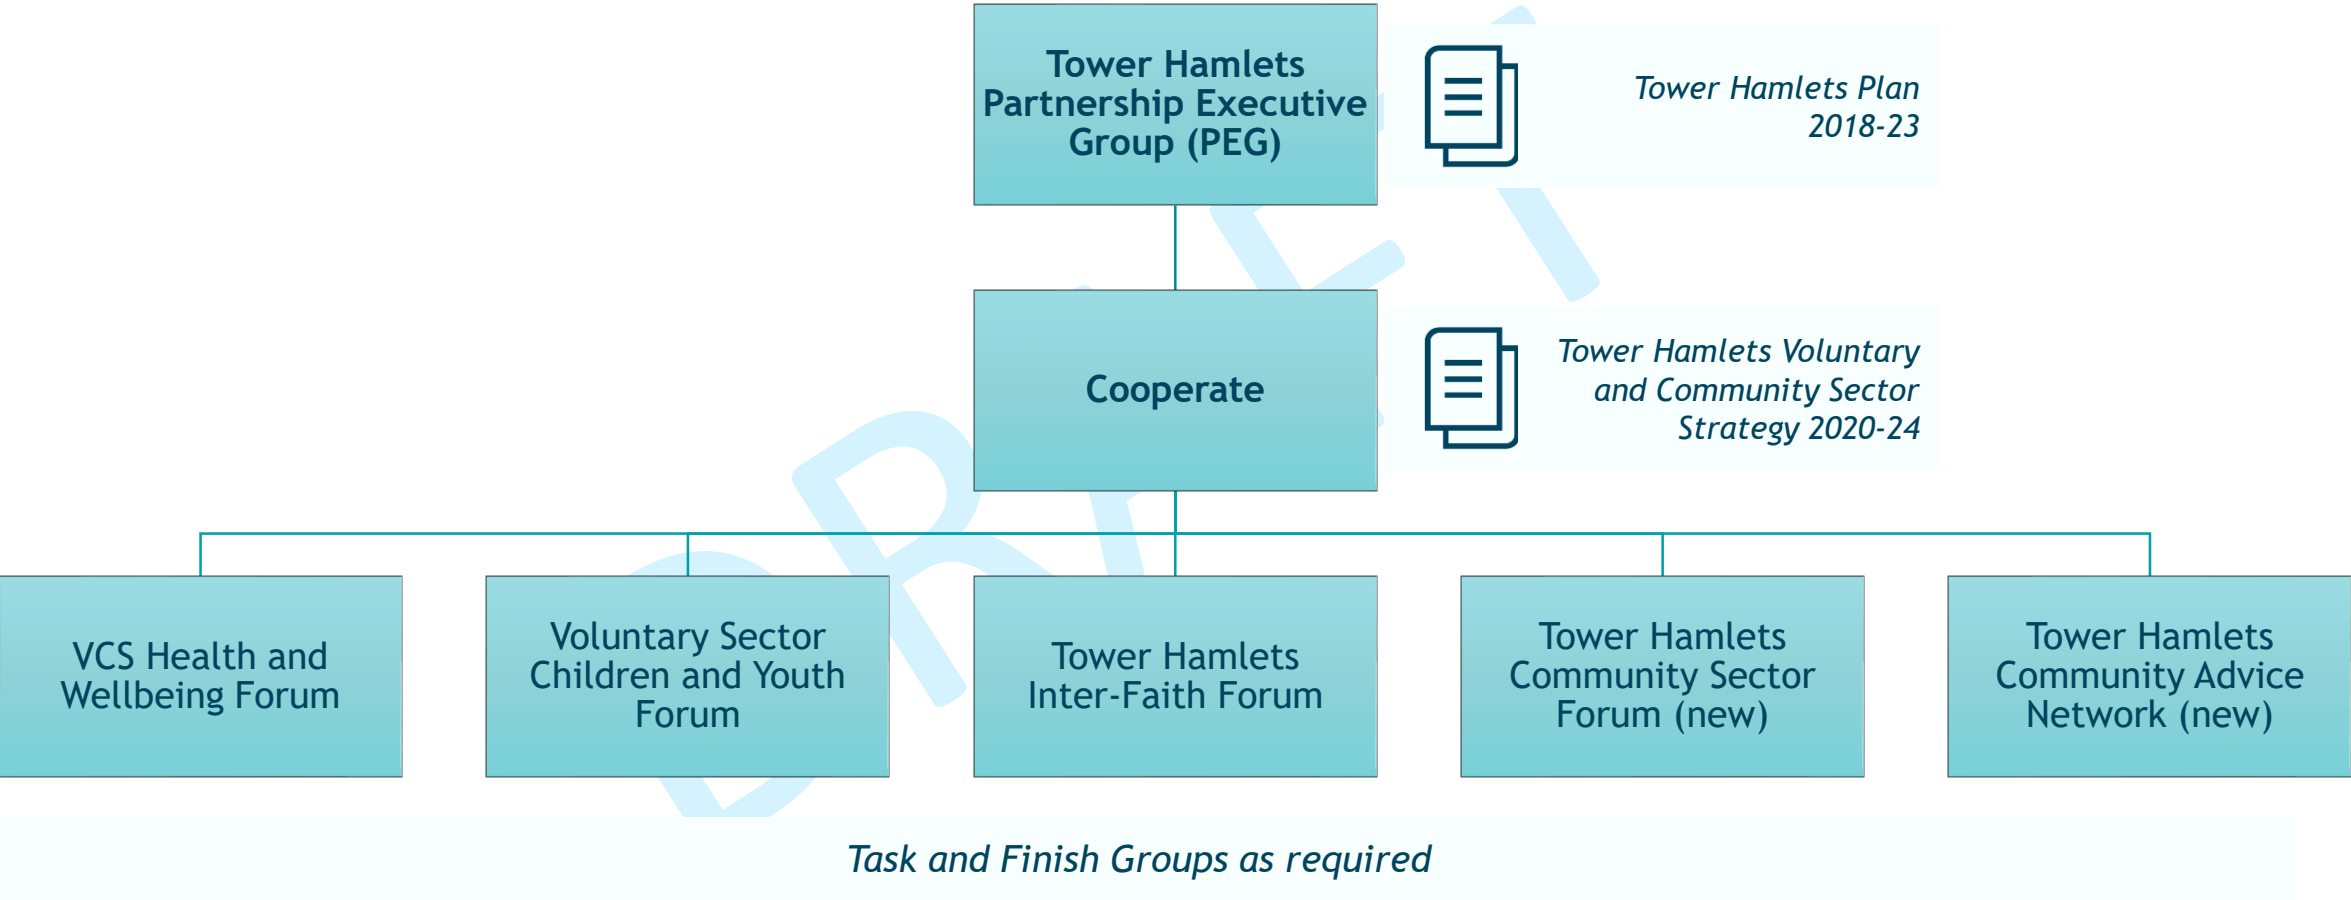 Tower Hamlets
Partnership Executive
Group (PEG)
Tower Hamlets Plan
2018-23
Cooperate
Tower Hamlets Voluntary
and Community Sector
Strategy 2020-24
VCS Health and
Wellbeing Forum
Voluntary Sector
Children and Youth
Forum
Tower Hamlets
Inter-Faith Forum
Tower Hamlets
Community Sector
Forum (new)
Tower Hamlets
Community Advice
Network (new)
Task and Finish Groups as required
DRAFT